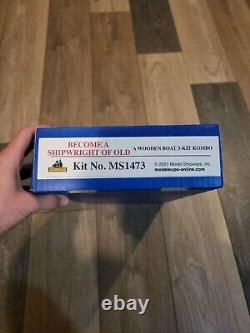 BECOME A
SHIPWRIGHT OF OLD
A WOODEN BOAT 3-KIT KOMBO
Kit No. MS1473
© 2021 Model Shipways, Inc.
modelexpo-online.com